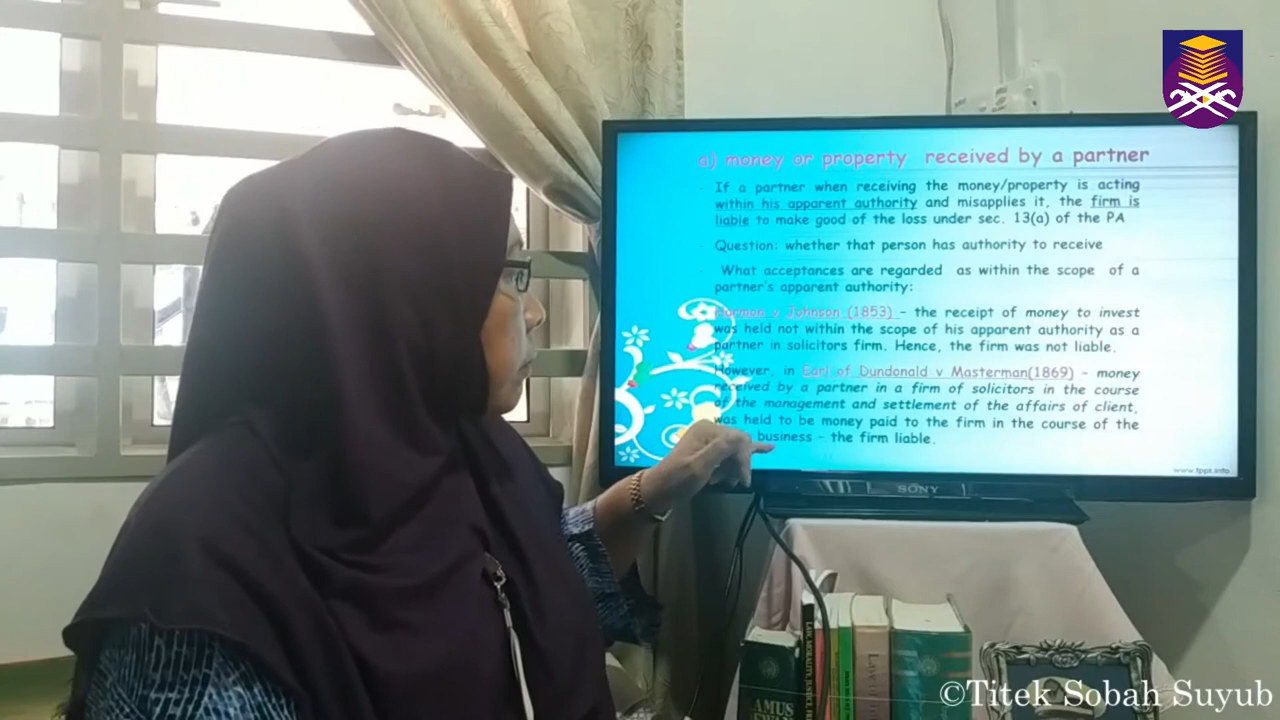 a) money or property received by a partner
- If a partner when receiving the money/property is acting
within his apparent authority and misapplies it, the firm is
liable to make good of the loss under sec. 13(a) of the PA
- Question: whether that person has authority to receive
- What acceptances are regarded as within the scope of a
partner's apparent authority:
Harman v Johnson (1853) - the receipt of money to invest
was held not within the scope of his apparent authority as a
partner in solicitors firm. Hence, the firm was not liable.
However, in Earl of Dundonald v Masterman(1869) - money
received by a partner in a firm of solicitors in the course
of the management and settlement of the affairs of client,
was held to be money paid to the firm in the course of the
business - the firm liable.
www.fppt.info
SONY
©Titek Sobah Suyub